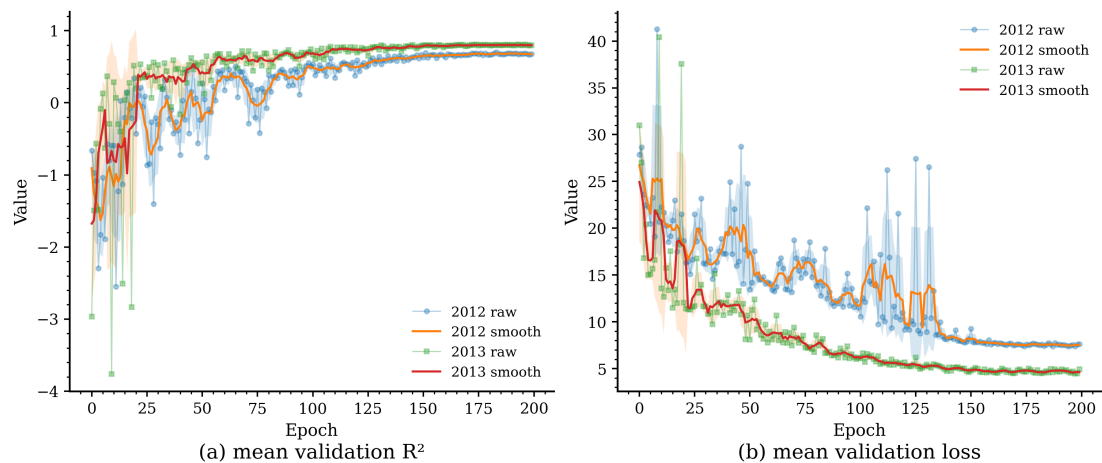 1
0
−1
−2
−3
−4
Value
0
25
50
75
100
125
150
175
200
Epoch
2012 raw
2012 smooth
2013 raw
2013 smooth
(a) mean validation R²
40
35
30
25
20
15
10
5
Value
0
25
50
75
100
125
150
175
200
Epoch
2012 raw
2012 smooth
2013 raw
2013 smooth
(b) mean validation loss